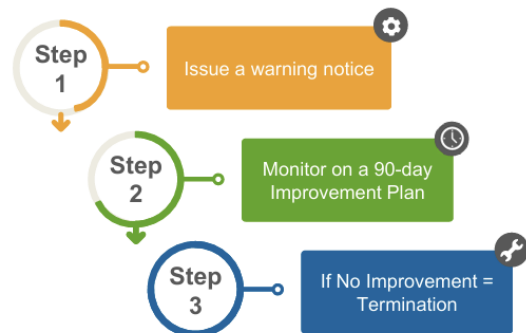 Step
1
Issue a warning notice
Step
2
Monitor on a 90-day
Improvement Plan
Step
3
If No Improvement =
Termination